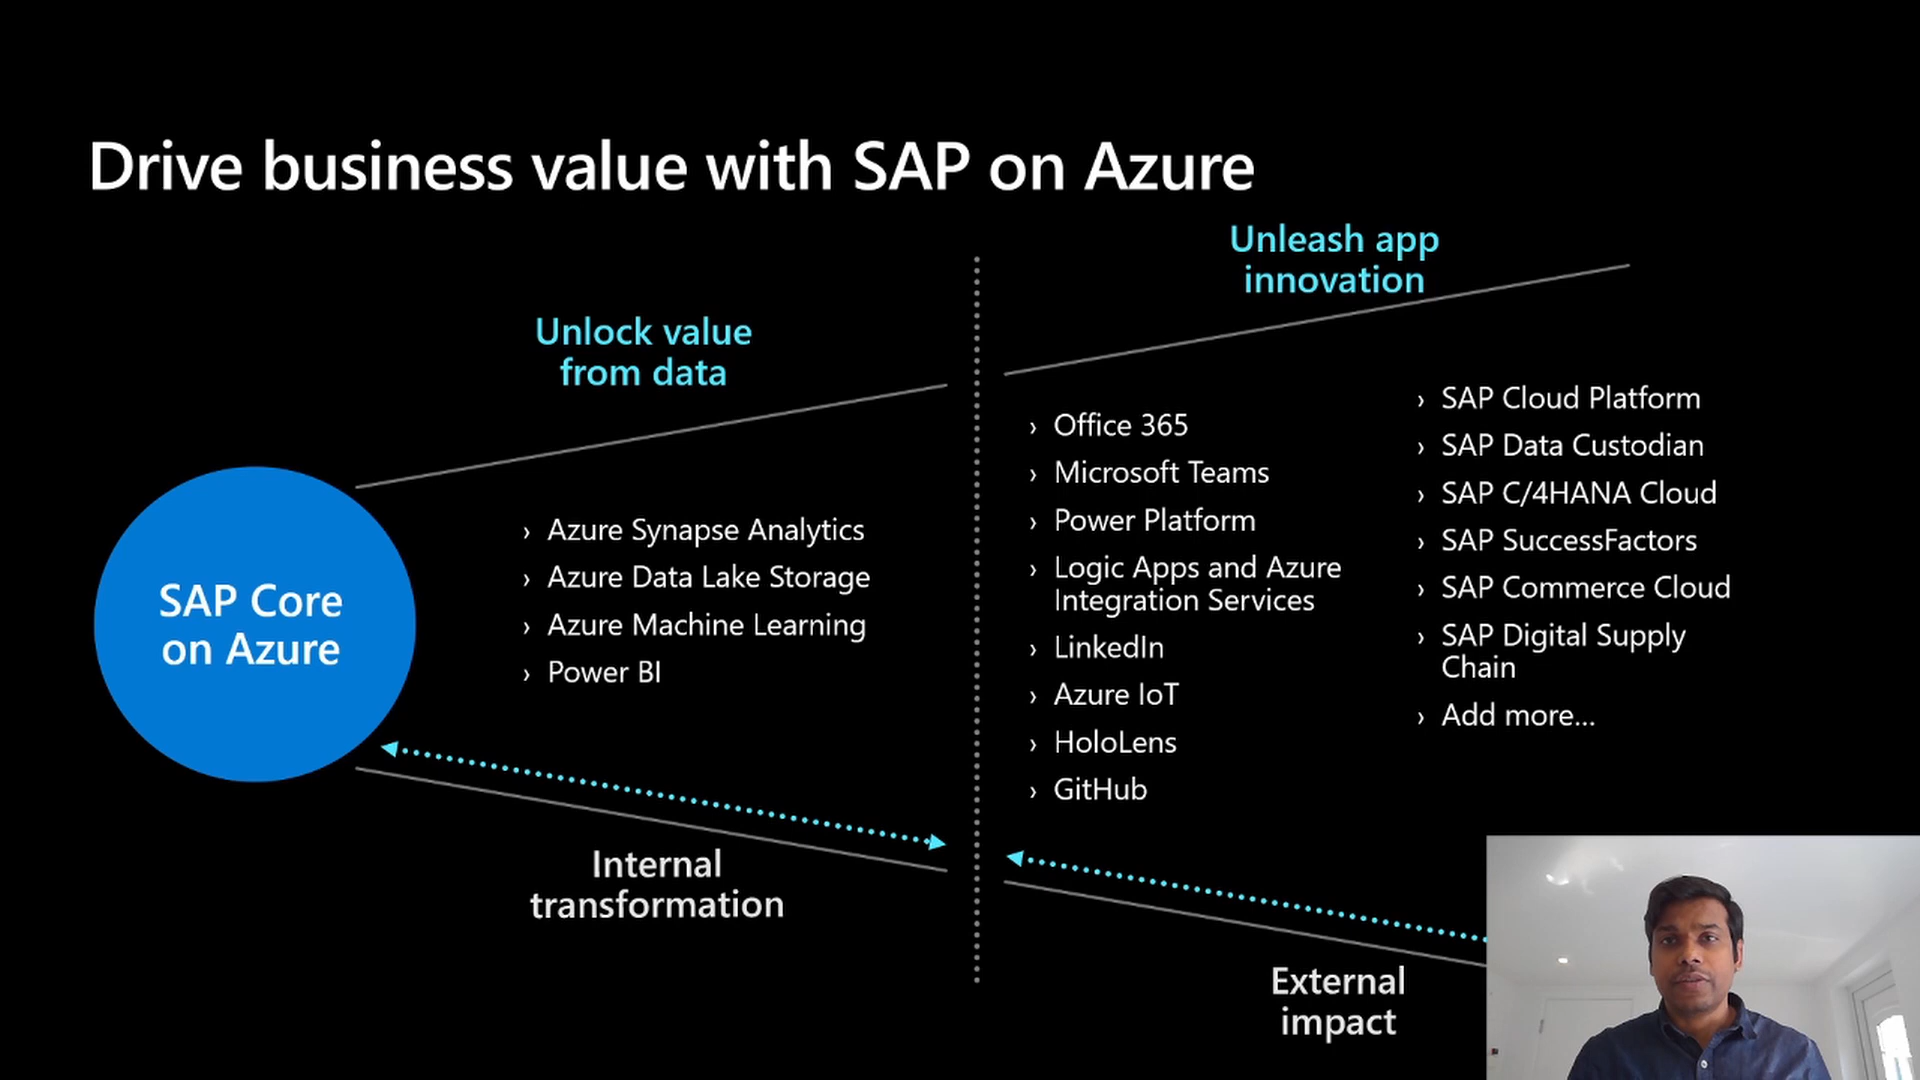 Drive business value with SAP on Azure
Unlock value
from data
Unleash app
innovation
SAP Core
on Azure
› Azure Synapse Analytics
› Azure Data Lake Storage
› Azure Machine Learning
› Power BI
› Office 365
› Microsoft Teams
› Power Platform
› Logic Apps and Azure
Integration Services
› LinkedIn
› Azure IoT
› HoloLens
› GitHub
› SAP Cloud Platform
› SAP Data Custodian
› SAP C/4HANA Cloud
› SAP SuccessFactors
› SAP Commerce Cloud
› SAP Digital Supply
Chain
› Add more...
Internal
transformation
External
impact